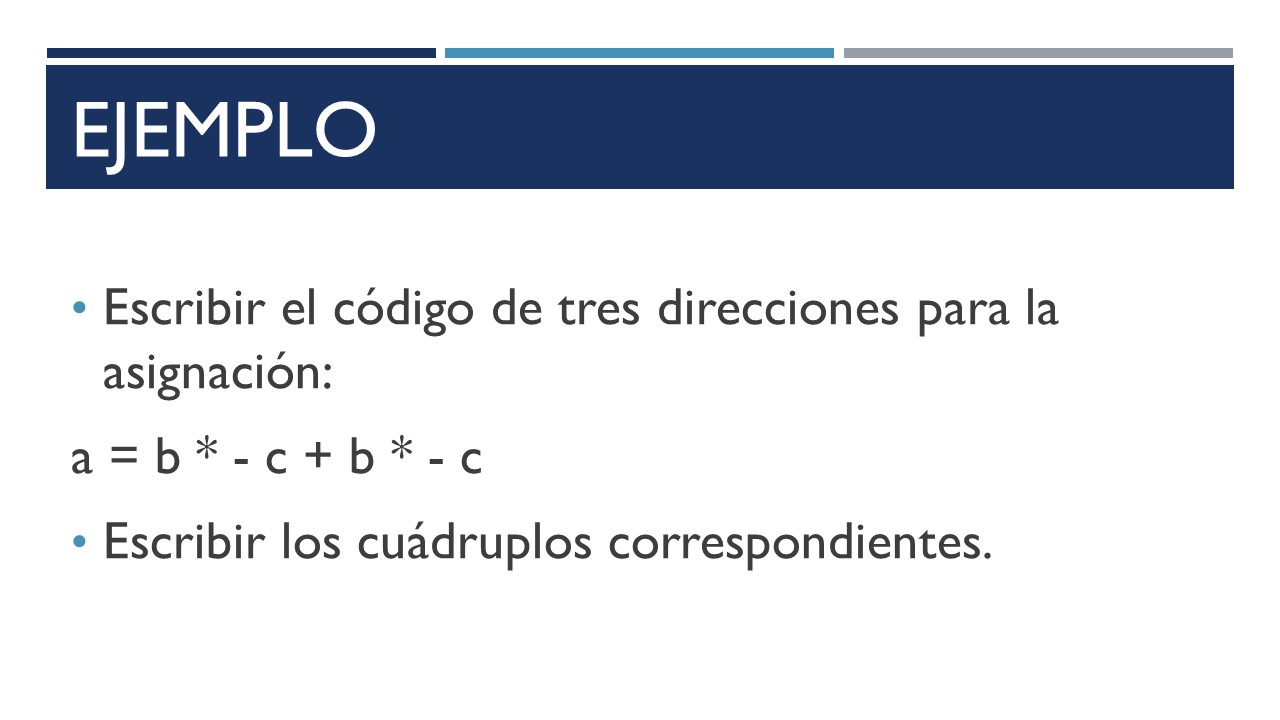 EJEMPLO
• Escribir el código de tres direcciones para la
asignación:
a = b * - c + b * - c
• Escribir los cuádruplos correspondientes.